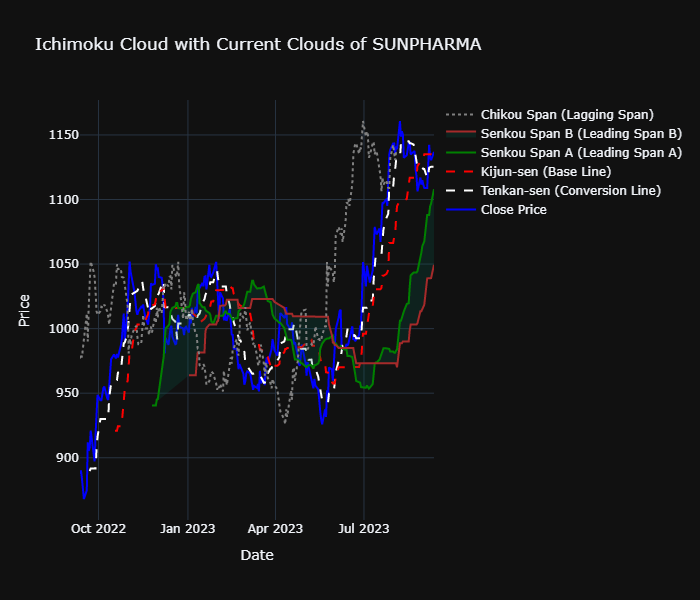 Ichimoku Cloud with Current Clouds of SUNPHARMA
Chikou Span (Lagging Span)
Senkou Span B (Leading Span B)
Senkou Span A (Leading Span A)
Kijun-sen (Base Line)
Tenkan-sen (Conversion Line)
Close Price
1150
1100
1050
1000
950
900
Price
Oct 2022
Jan 2023
Apr 2023
Jul 2023
Date